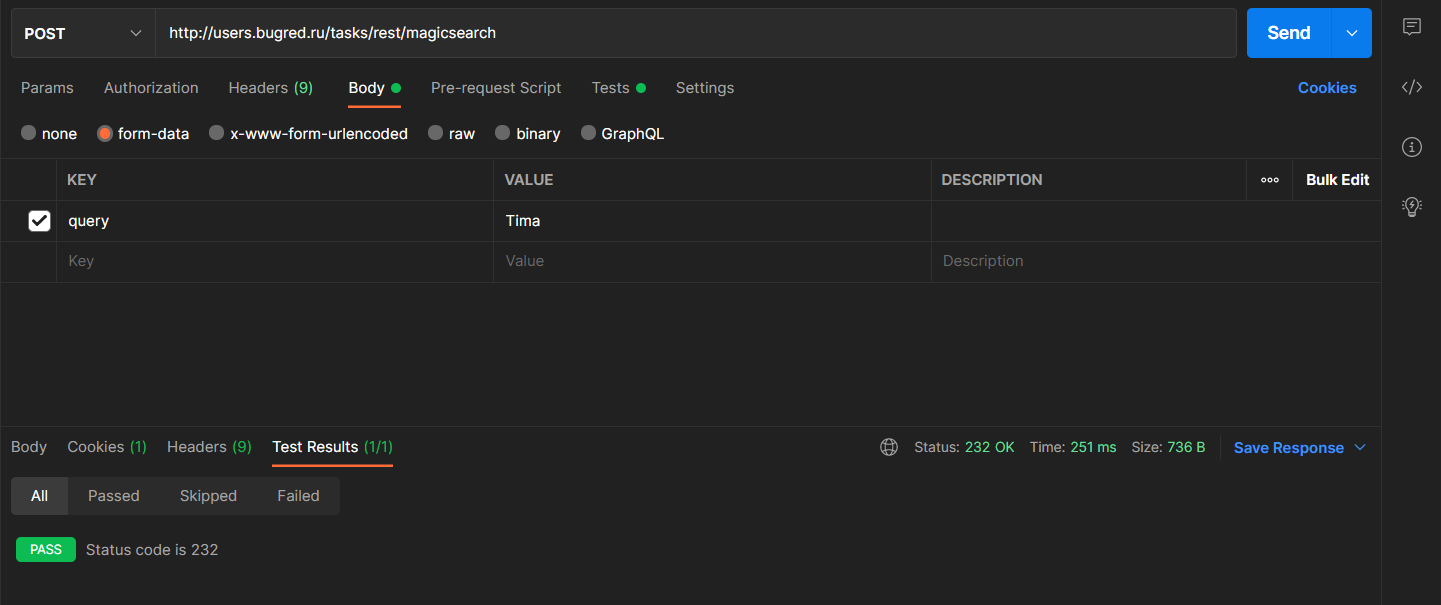 POST http://users.bugred.ru/tasks/rest/magicsearch Send
Params Authorization Headers (9) Body Pre-request Script Tests Settings Cookies
none form-data x-www-form-urlencoded raw binary GraphQL
KEY VALUE DESCRIPTION Bulk Edit
query Tima
Key Value Description
Body Cookies (1) Headers (9) Test Results (1/1) Status: 232 OK Time: 251 ms Size: 736 B Save Response
All Passed Skipped Failed
PASS Status code is 232